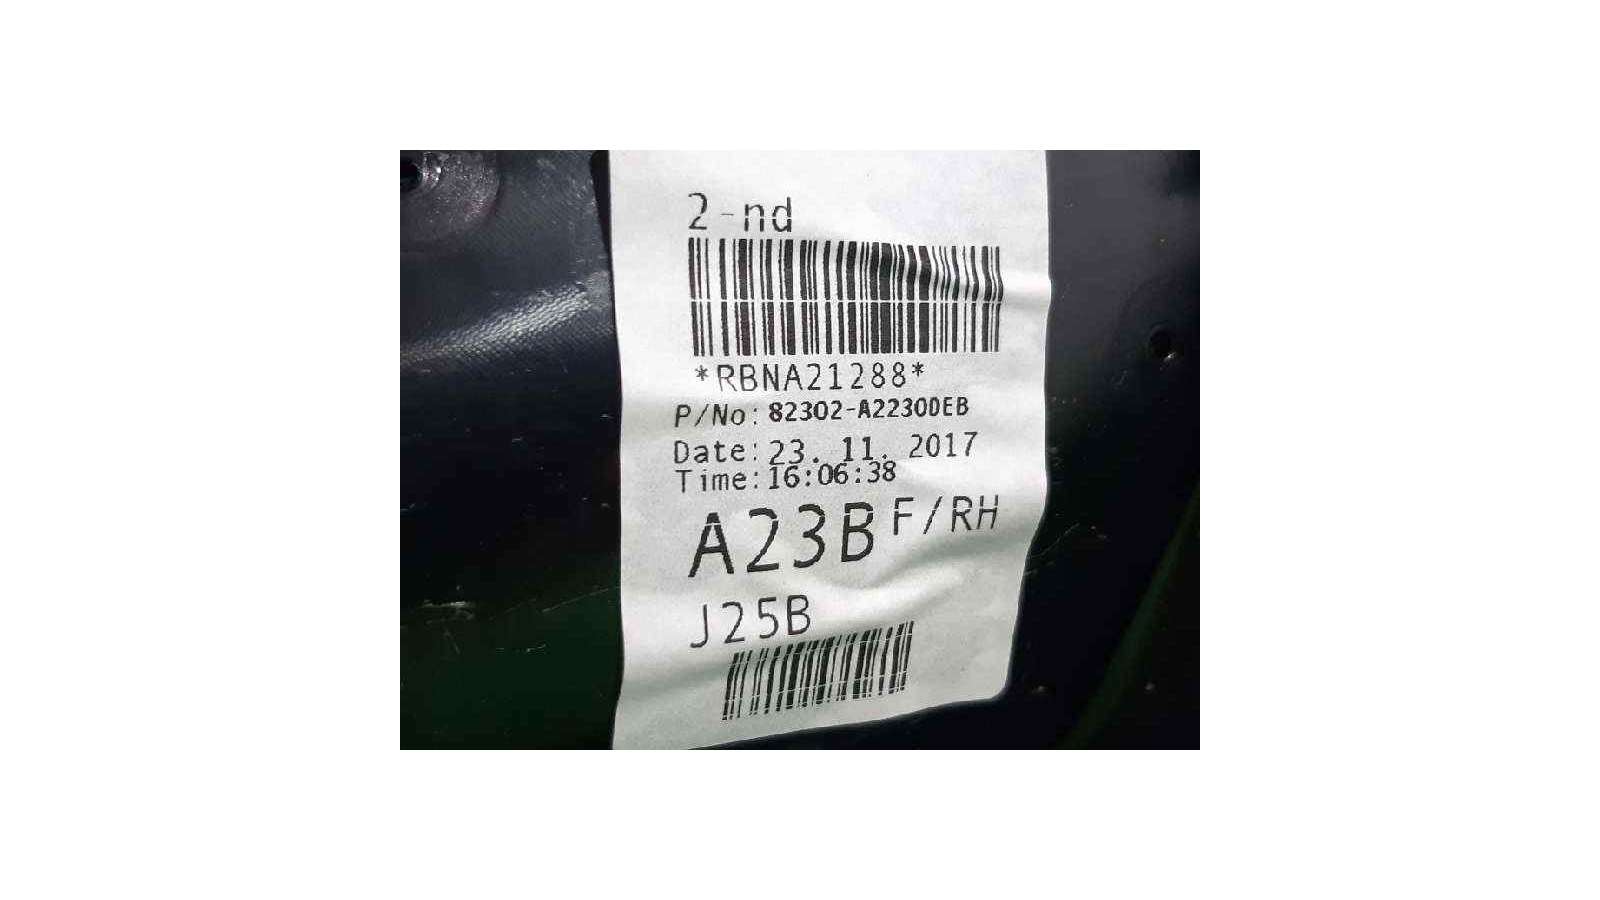 2-nd
*RBNA21288*
P/No: 82302-A2230DEB
Date: 23. 11. 2017
Time: 16:06:38
A23B F/RH
J25B